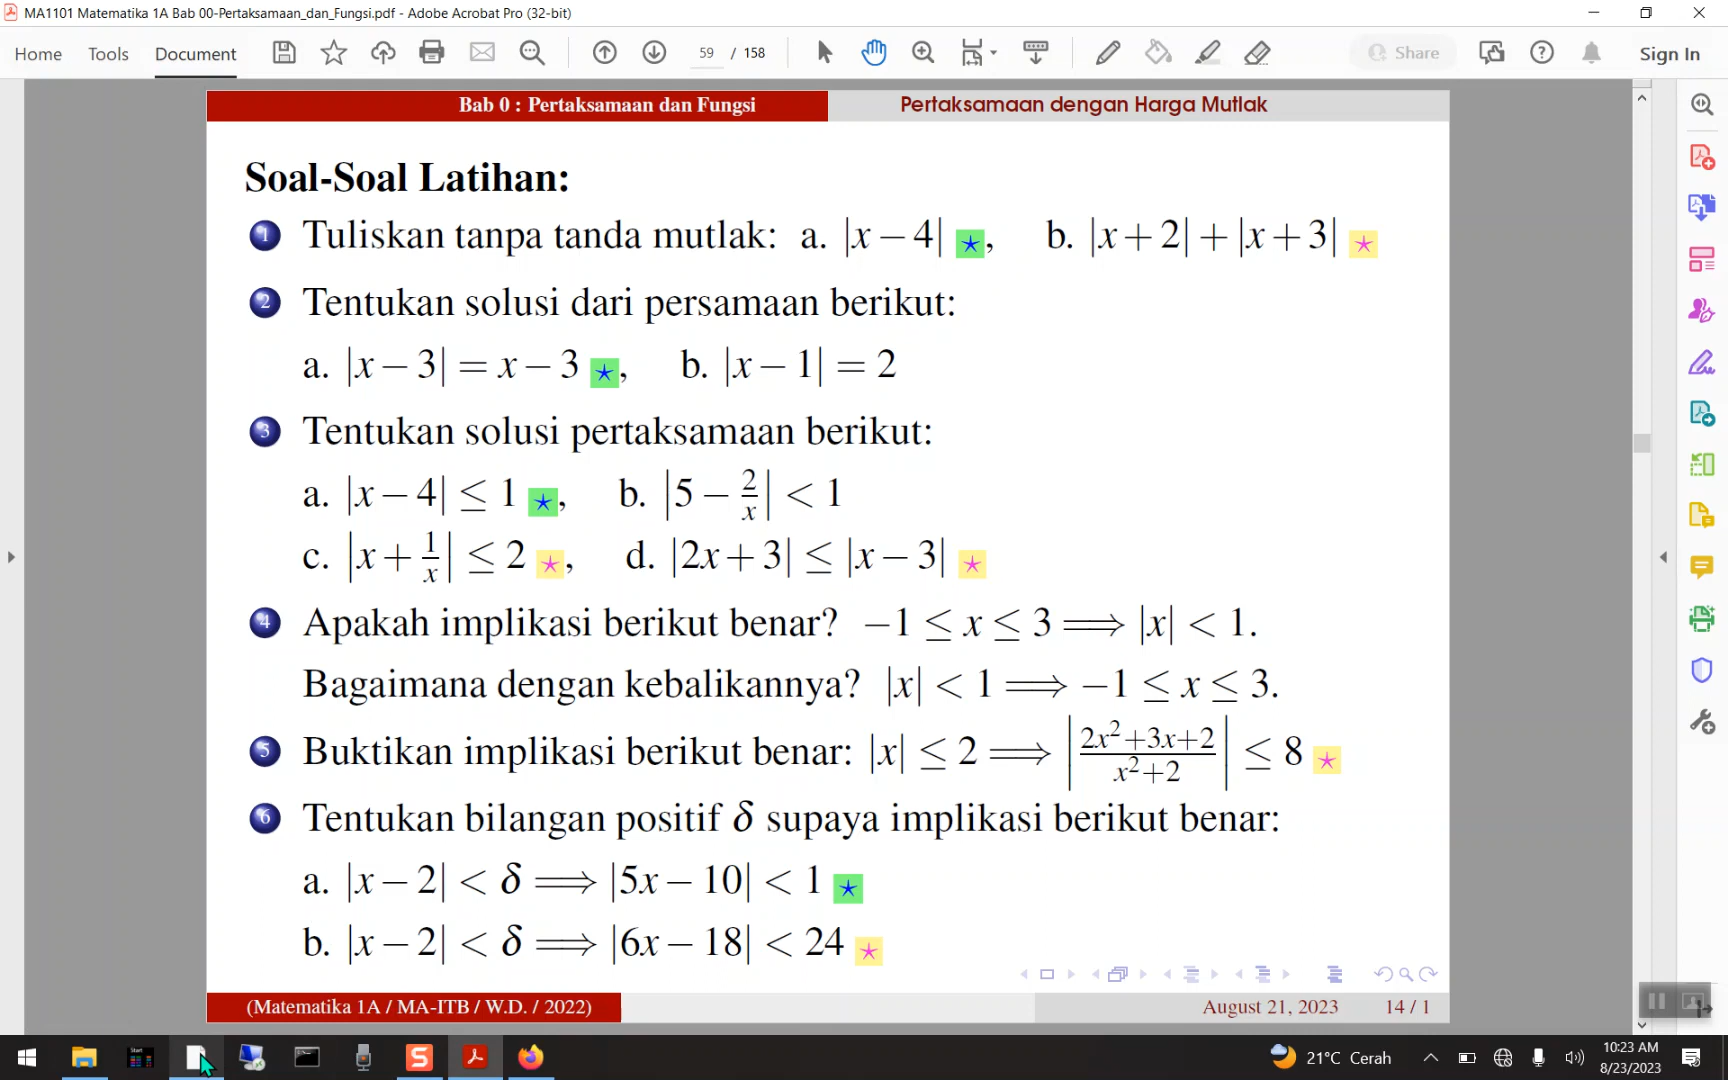 MA1101 Matematika 1A Bab 00-Pertaksamaan_dan_Fungsi.pdf - Adobe Acrobat Pro (32-bit)
Home Tools Document 59 / 158 Share Sign In
Bab 0 : Pertaksamaan dan Fungsi Pertaksamaan dengan Harga Mutlak
Soal-Soal Latihan:
1 Tuliskan tanpa tanda mutlak: a. |x − 4| ★, b. |x + 2| + |x + 3| ★
2 Tentukan solusi dari persamaan berikut:
a. |x − 3| = x − 3 ★, b. |x − 1| = 2
3 Tentukan solusi pertaksamaan berikut:
a. |x − 4| ≤ 1 ★, b. |5 − 2/x| < 1
c. |x + 1/x| ≤ 2 ★, d. |2x + 3| ≤ |x − 3| ★
4 Apakah implikasi berikut benar? −1 ≤ x ≤ 3 ⟹ |x| < 1.
Bagaimana dengan kebalikannya? |x| < 1 ⟹ −1 ≤ x ≤ 3.
5 Buktikan implikasi berikut benar: |x| ≤ 2 ⟹ |(2x²+3x+2)/(x²+2)| ≤ 8 ★
6 Tentukan bilangan positif δ supaya implikasi berikut benar:
a. |x − 2| < δ ⟹ |5x − 10| < 1 ★
b. |x − 2| < δ ⟹ |6x − 18| < 24 ★
(Matematika 1A / MA-ITB / W.D. / 2022) August 21, 2023 14 / 1
21°C Cerah 10:23 AM
8/23/2023